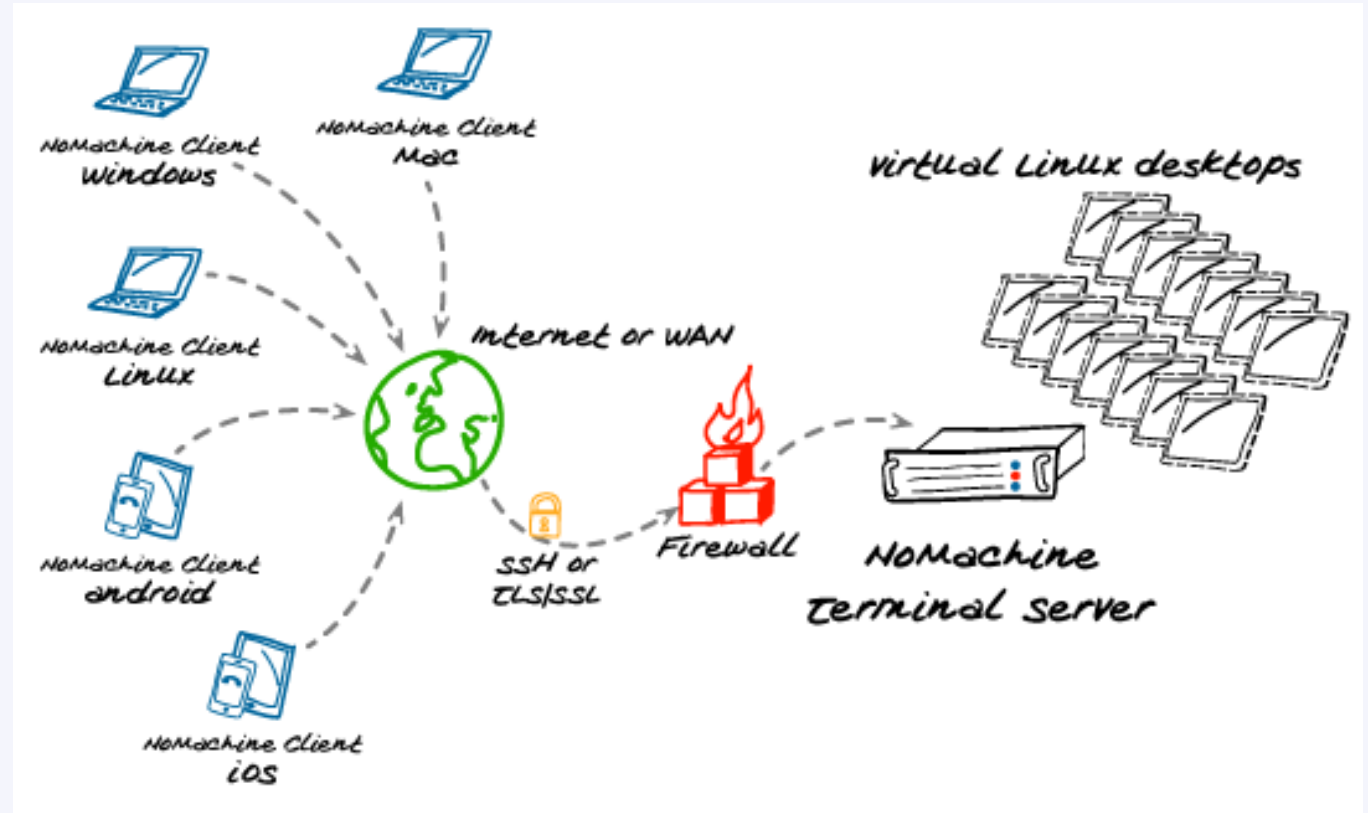 NoMachine Client
Windows
NoMachine Client
Mac
Virtual Linux desktops
NoMachine Client
Linux
Internet or WAN
NoMachine Client
android
SSH or
TLS/SSL
Firewall
NoMachine
Terminal Server
NoMachine Client
iOS